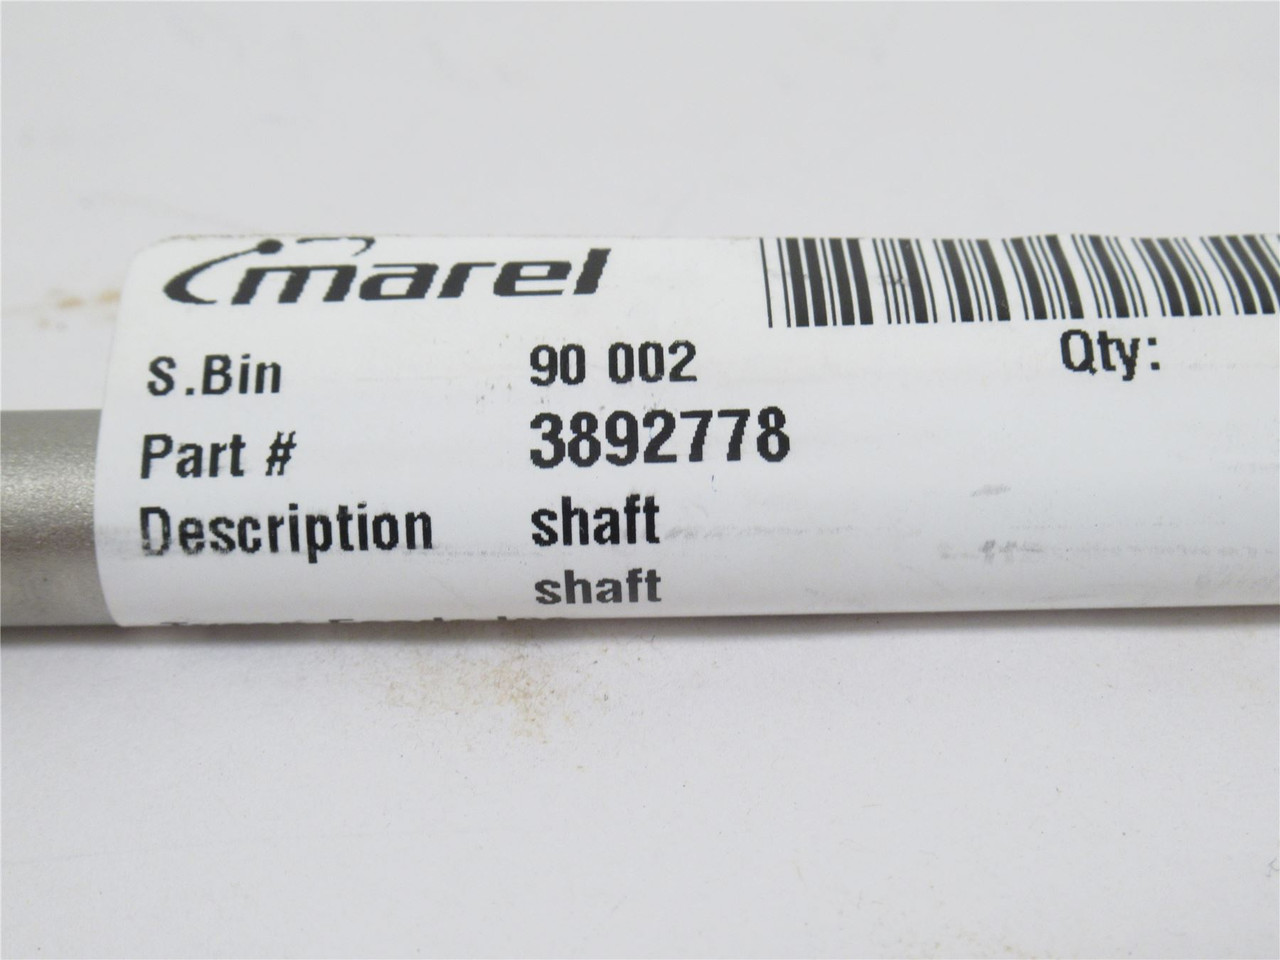 marel
S.Bin 90 002 Qty:
Part # 3892778
Description shaft
shaft